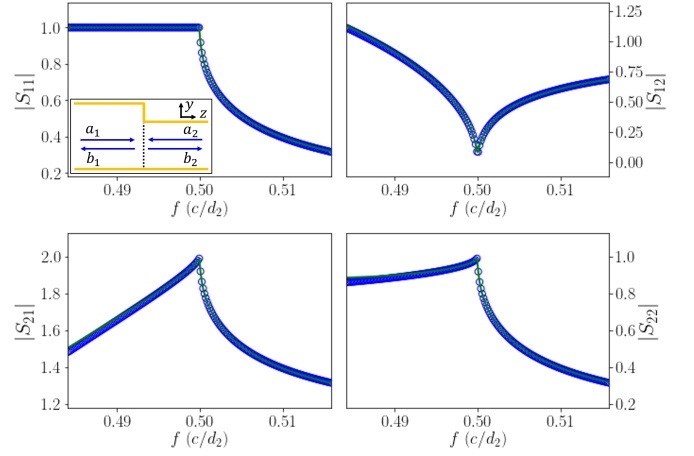 |S₁₁|
1.0
0.8
0.6
0.4
0.2
0.49
0.50
0.51
f (c/d₂)
y
z
a₁
a₂
b₁
b₂
1.25
1.00
0.75
0.50
0.25
0.00
|S₁₂|
0.49
0.50
0.51
f (c/d₂)
|S₂₁|
2.0
1.8
1.6
1.4
1.2
0.49
0.50
0.51
f (c/d₂)
1.0
0.8
0.6
0.4
0.2
|S₂₂|
0.49
0.50
0.51
f (c/d₂)